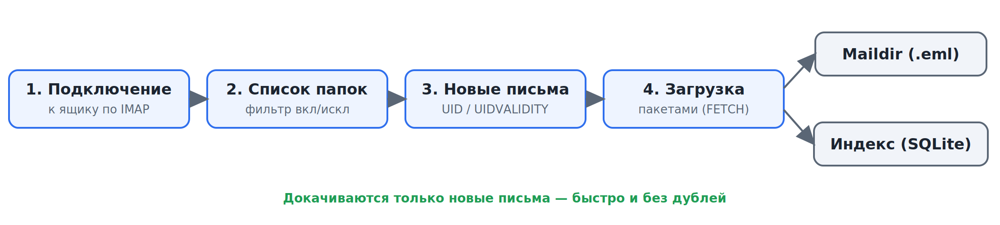 1. Подключение
к ящику по IMAP
2. Список папок
фильтр вкл/искл
3. Новые письма
UID / UIDVALIDITY
4. Загрузка
пакетами (FETCH)
Maildir (.eml)
Индекс (SQLite)
Докачиваются только новые письма — быстро и без дублей